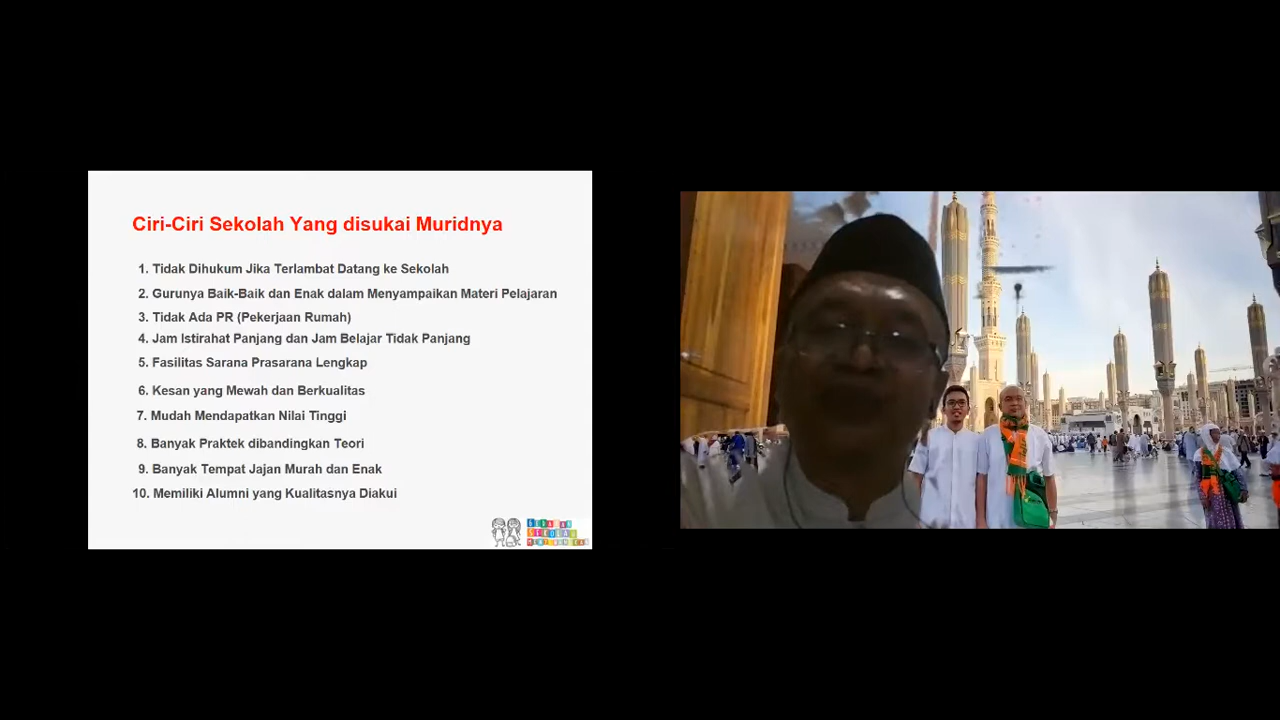 Ciri-Ciri Sekolah Yang disukai Muridnya
1. Tidak Dihukum Jika Terlambat Datang ke Sekolah
2. Gurunya Baik-Baik dan Enak dalam Menyampaikan Materi Pelajaran
3. Tidak Ada PR (Pekerjaan Rumah)
4. Jam Istirahat Panjang dan Jam Belajar Tidak Panjang
5. Fasilitas Sarana Prasarana Lengkap
6. Kesan yang Mewah dan Berkualitas
7. Mudah Mendapatkan Nilai Tinggi
8. Banyak Praktek dibandingkan Teori
9. Banyak Tempat Jajan Murah dan Enak
10. Memiliki Alumni yang Kualitasnya Diakui
SEKOLAH